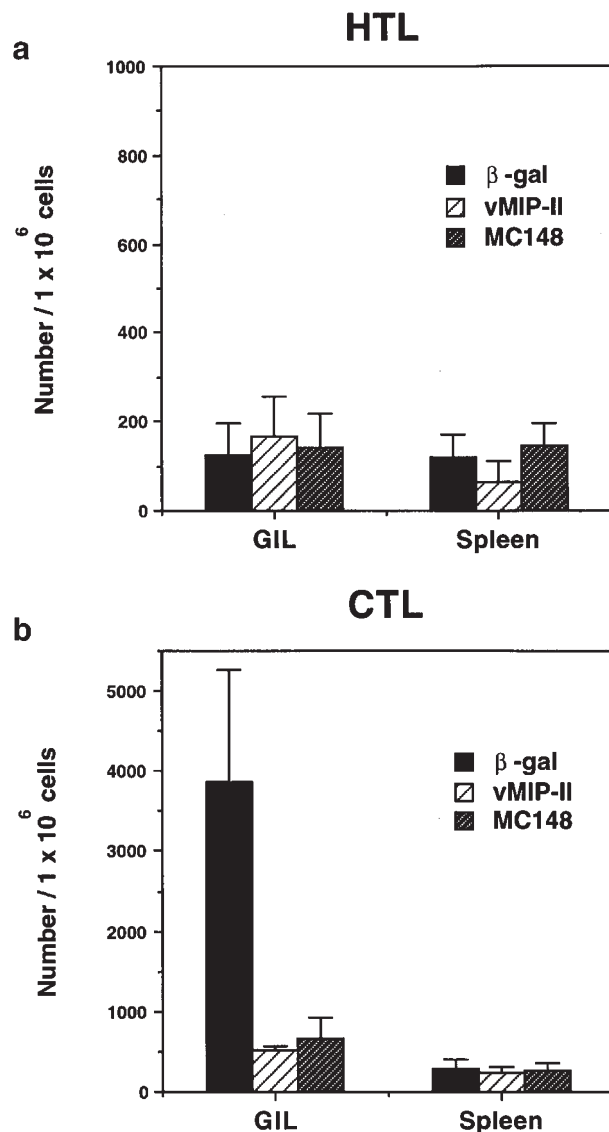 HTL
a
1000
800
600
400
200
0
Number / 1 x 10^6 cells
β-gal
vMIP-II
MC148
GIL Spleen
CTL
b
5000
4000
3000
2000
1000
0
Number / 1 x 10^6 cells
β-gal
vMIP-II
MC148
GIL Spleen